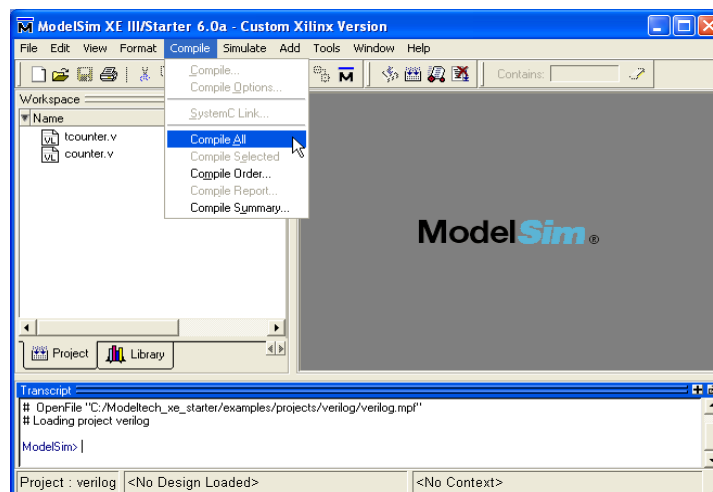 ModelSim XE III/Starter 6.0a - Custom Xilinx Version
File Edit View Format Compile Simulate Add Tools Window Help
Contains:
Workspace
Name
tcounter.v
counter.v
Compile...
Compile Options...
SystemC Link...
Compile All
Compile Selected
Compile Order...
Compile Report...
Compile Summary...
ModelSim ®
Project Library
Transcript
# OpenFile "C:/Modeltech_xe_starter/examples/projects/verilog/verilog.mpf"
# Loading project verilog
ModelSim>
Project : verilog <No Design Loaded> <No Context>